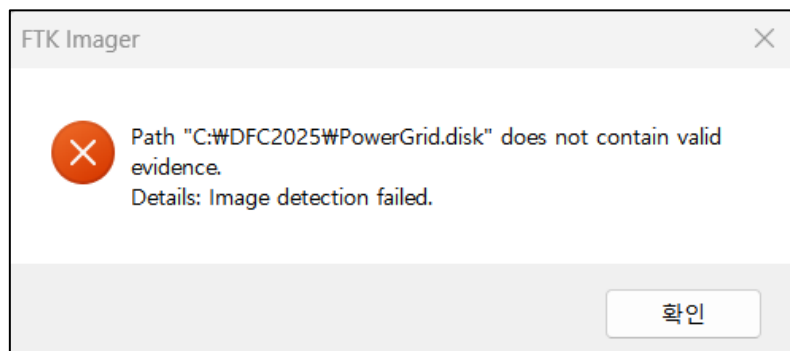 FTK Imager
Path "C:₩DFC2025₩PowerGrid.disk" does not contain valid
evidence.
Details: Image detection failed.
확인